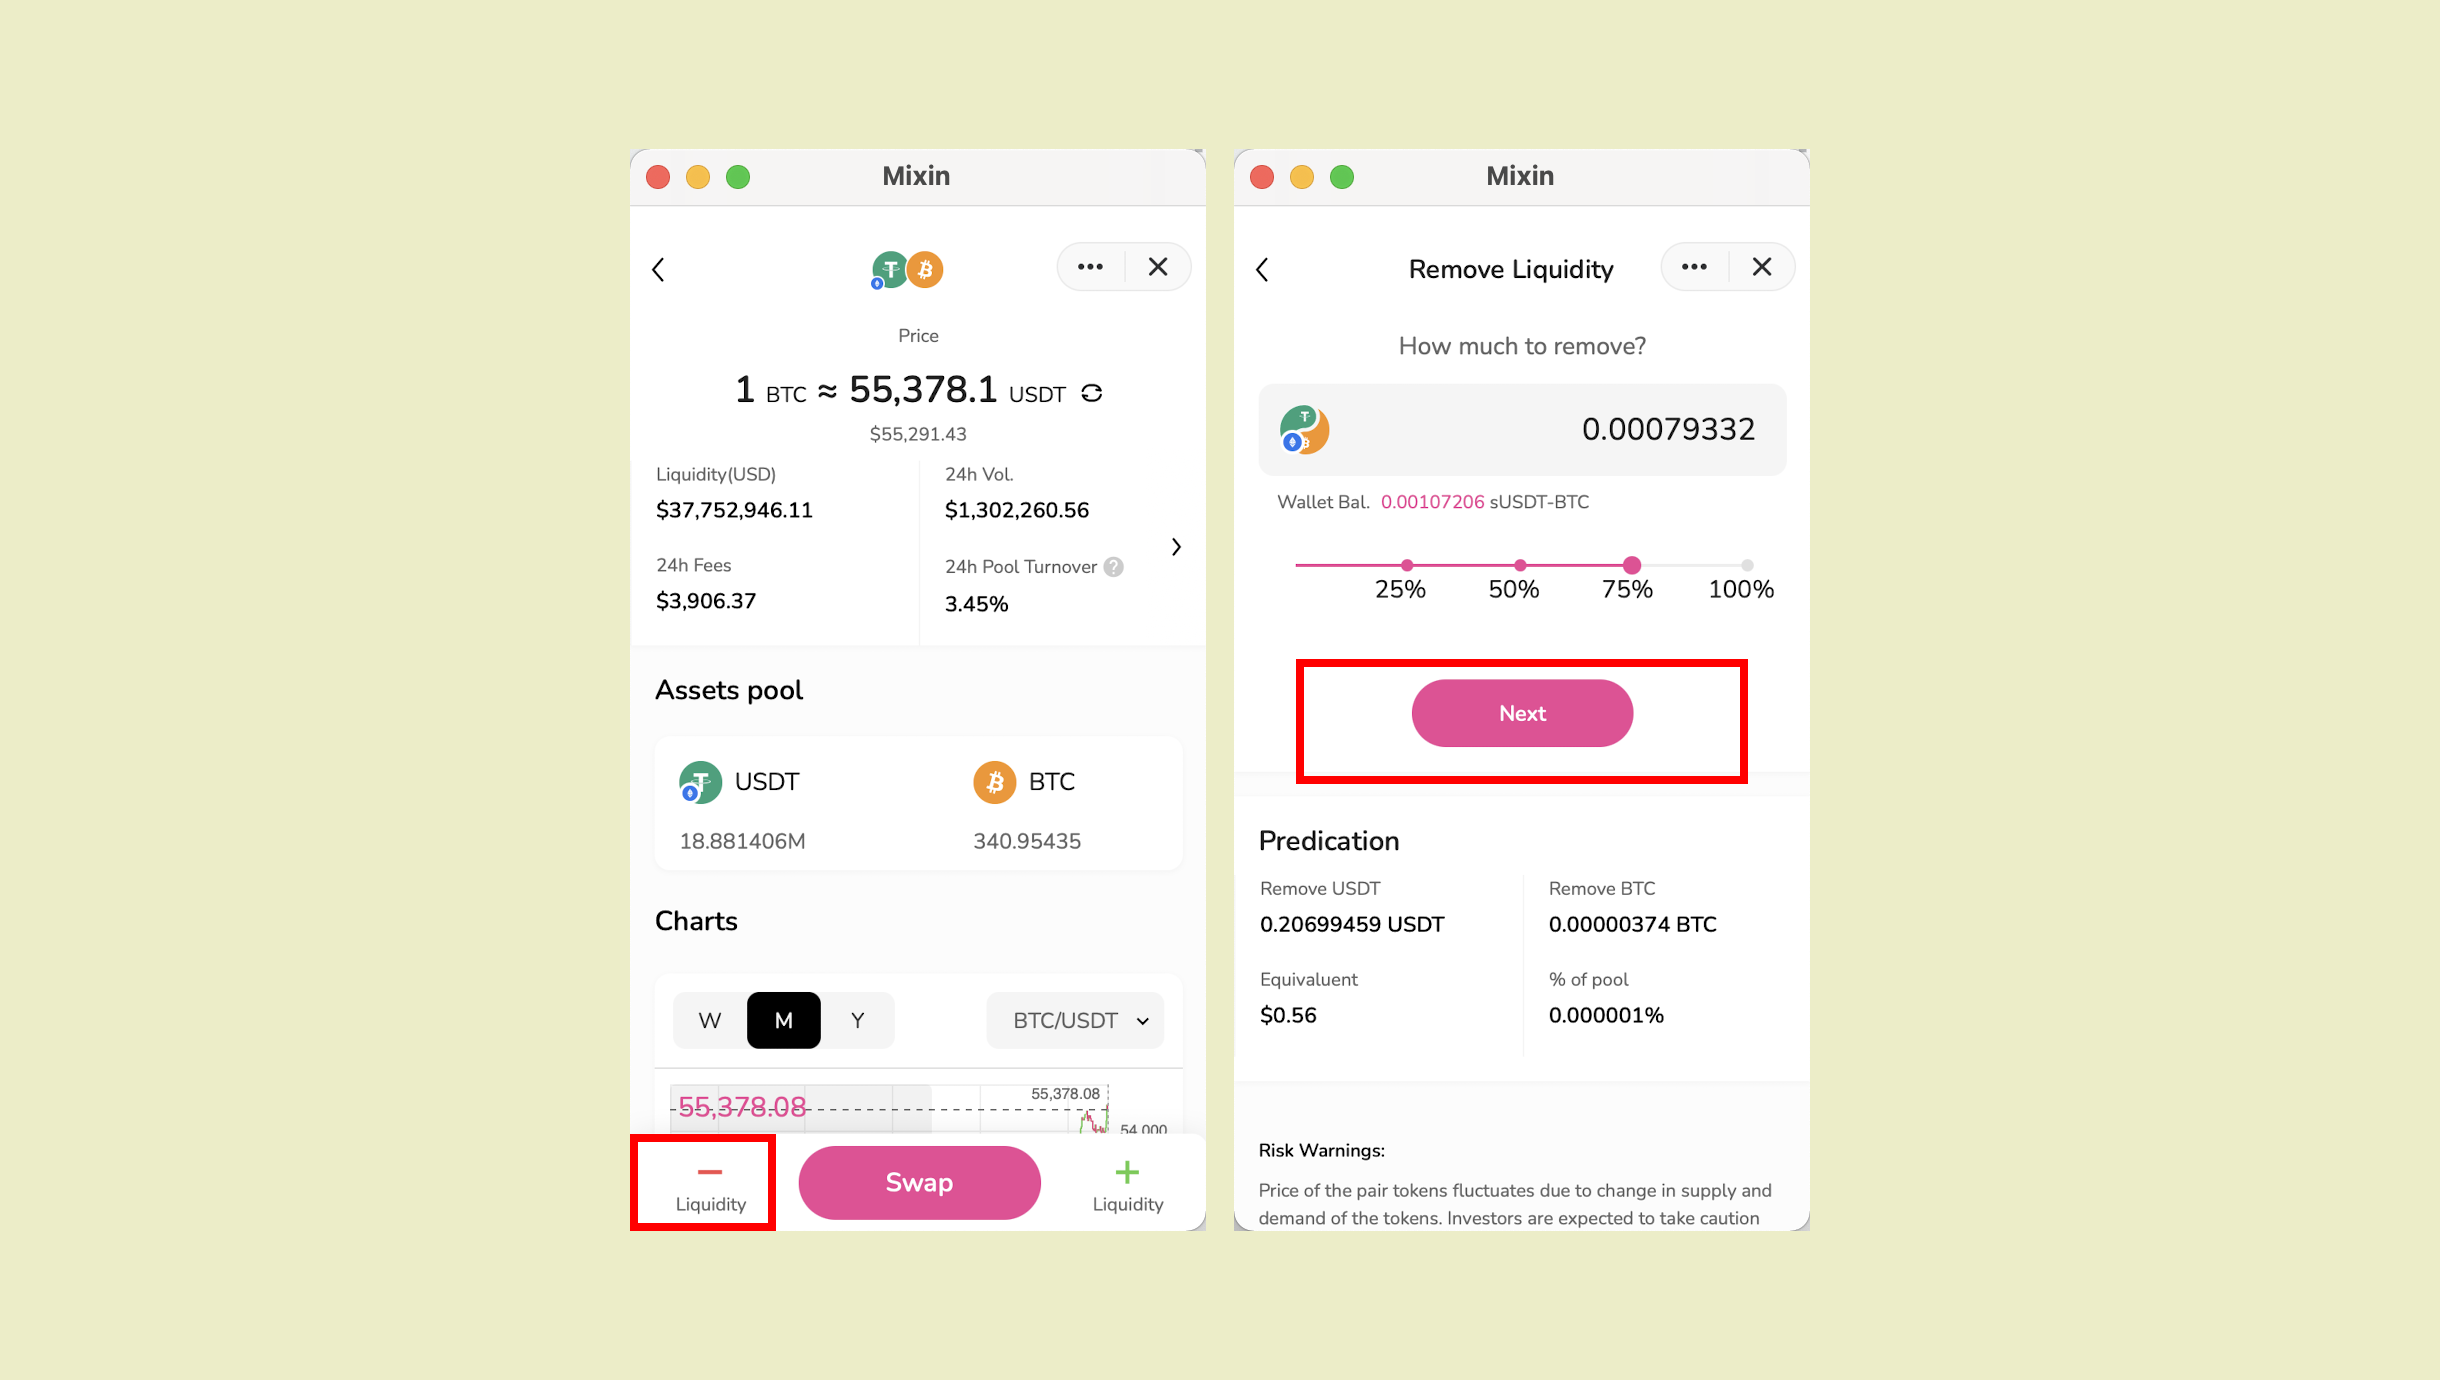 Mixin
Price
1 BTC ≈ 55,378.1 USDT
$55,291.43
Liquidity(USD)
$37,752,946.11
24h Vol.
$1,302,260.56
24h Fees
$3,906.37
24h Pool Turnover ?
3.45%
Assets pool
USDT
18.881406M
BTC
340.95435
Charts
W M Y
BTC/USDT
55,378.08
55,378.08
54,000
Liquidity
Swap
Liquidity
Mixin
Remove Liquidity
How much to remove?
0.00079332
Wallet Bal. 0.00107206 sUSDT-BTC
25% 50% 75% 100%
Next
Predication
Remove USDT
0.20699459 USDT
Remove BTC
0.00000374 BTC
Equivaluent
$0.56
% of pool
0.000001%
Risk Warnings:
Price of the pair tokens fluctuates due to change in supply and
demand of the tokens. Investors are expected to take caution